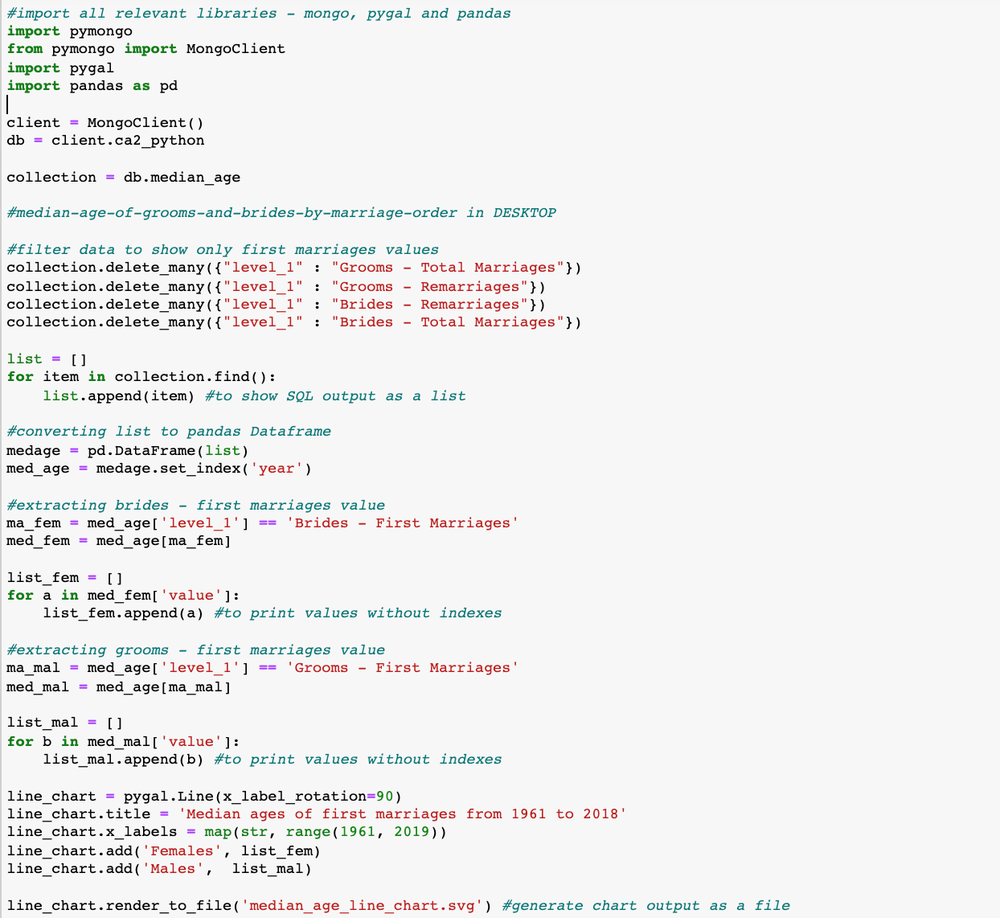 #import all relevant libraries - mongo, pygal and pandas
import pymongo
from pymongo import MongoClient
import pygal
import pandas as pd

client = MongoClient()
db = client.ca2_python

collection = db.median_age

#median-age-of-grooms-and-brides-by-marriage-order in DESKTOP

#filter data to show only first marriages values
collection.delete_many({"level_1" : "Grooms - Total Marriages"})
collection.delete_many({"level_1" : "Grooms - Remarriages"})
collection.delete_many({"level_1" : "Brides - Remarriages"})
collection.delete_many({"level_1" : "Brides - Total Marriages"})

list = []
for item in collection.find():
    list.append(item) #to show SQL output as a list

#converting list to pandas Dataframe
medage = pd.DataFrame(list)
med_age = medage.set_index('year')

#extracting brides - first marriages value
ma_fem = med_age['level_1'] == 'Brides - First Marriages'
med_fem = med_age[ma_fem]

list_fem = []
for a in med_fem['value']:
    list_fem.append(a) #to print values without indexes

#extracting grooms - first marriages value
ma_mal = med_age['level_1'] == 'Grooms - First Marriages'
med_mal = med_age[ma_mal]

list_mal = []
for b in med_mal['value']:
    list_mal.append(b) #to print values without indexes

line_chart = pygal.Line(x_label_rotation=90)
line_chart.title = 'Median ages of first marriages from 1961 to 2018'
line_chart.x_labels = map(str, range(1961, 2019))
line_chart.add('Females', list_fem)
line_chart.add('Males',  list_mal)

line_chart.render_to_file('median_age_line_chart.svg') #generate chart output as a file